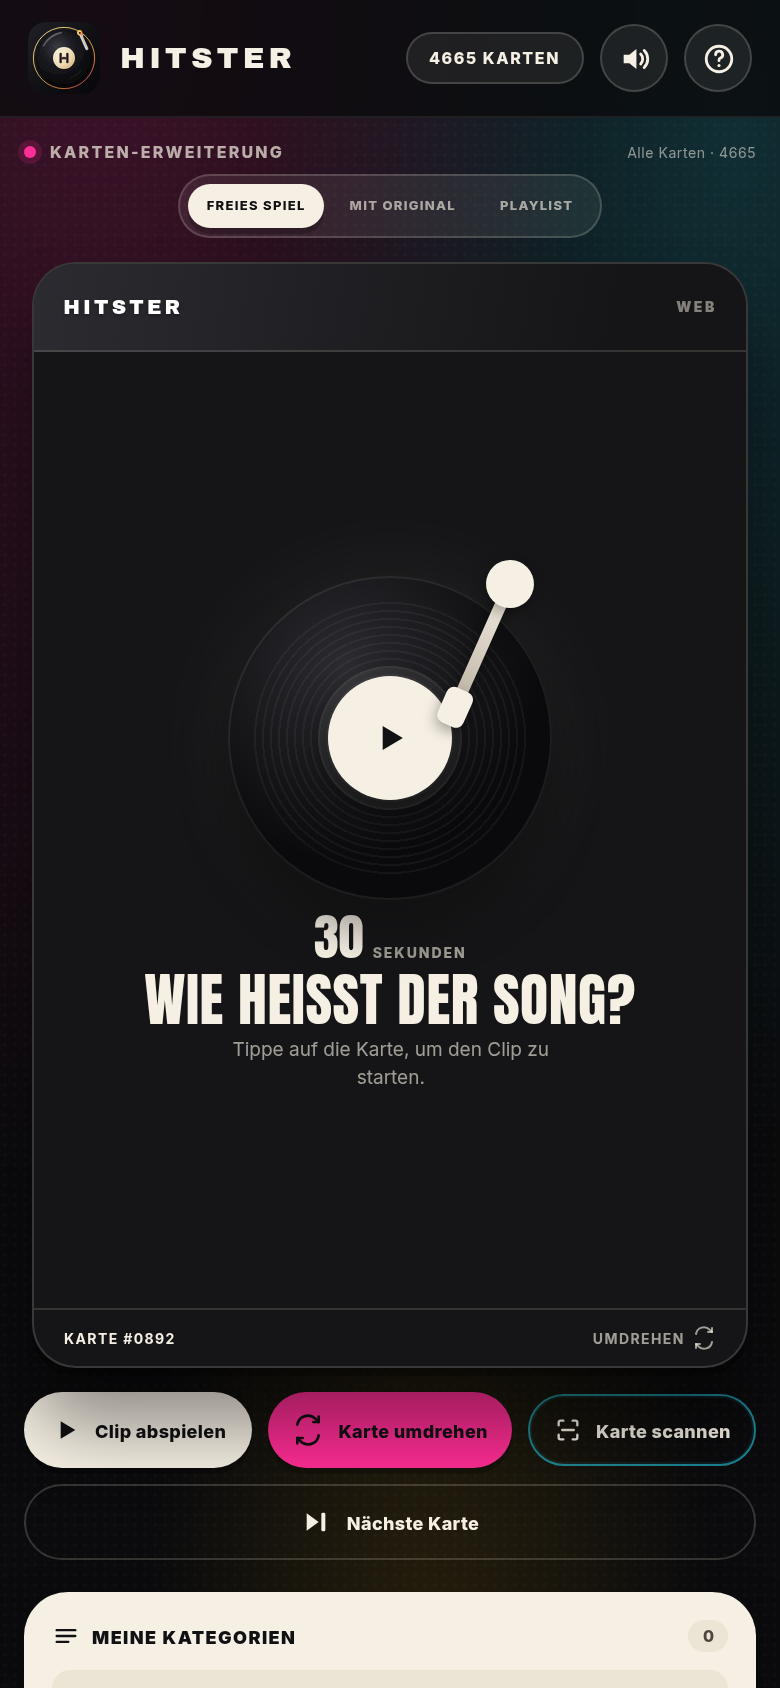 H
HITSTER
4665 KARTEN
KARTEN-ERWEITERUNG
Alle Karten · 4665
FREIES SPIEL
MIT ORIGINAL
PLAYLIST
HITSTER
WEB
30 SEKUNDEN
WIE HEISST DER SONG?
Tippe auf die Karte, um den Clip zu
starten.
KARTE #0892
UMDREHEN
Clip abspielen
Karte umdrehen
Karte scannen
Nächste Karte
MEINE KATEGORIEN
0